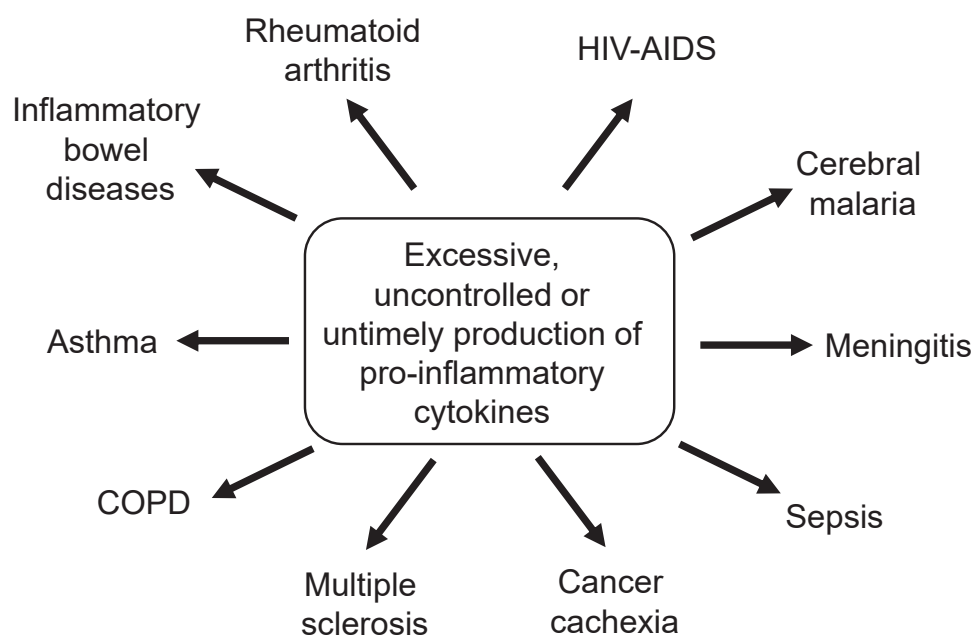 Rheumatoid
arthritis
HIV-AIDS
Inflammatory
bowel
diseases
Cerebral
malaria
Excessive,
uncontrolled or
untimely production of
pro-inflammatory
cytokines
Asthma
Meningitis
COPD
Sepsis
Multiple
sclerosis
Cancer
cachexia